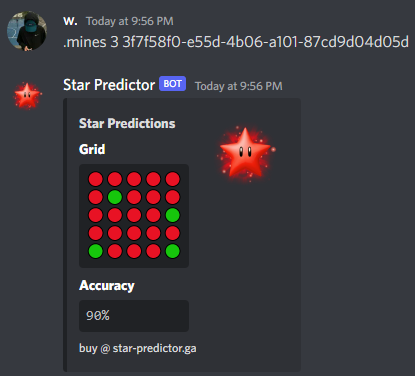 W. Today at 9:56 PM
.mines 3 3f7f58f0-e55d-4b06-a101-87cd9d04d05d
Star Predictor BOT Today at 9:56 PM
Star Predictions
Grid
Accuracy
90%
buy @ star-predictor.ga